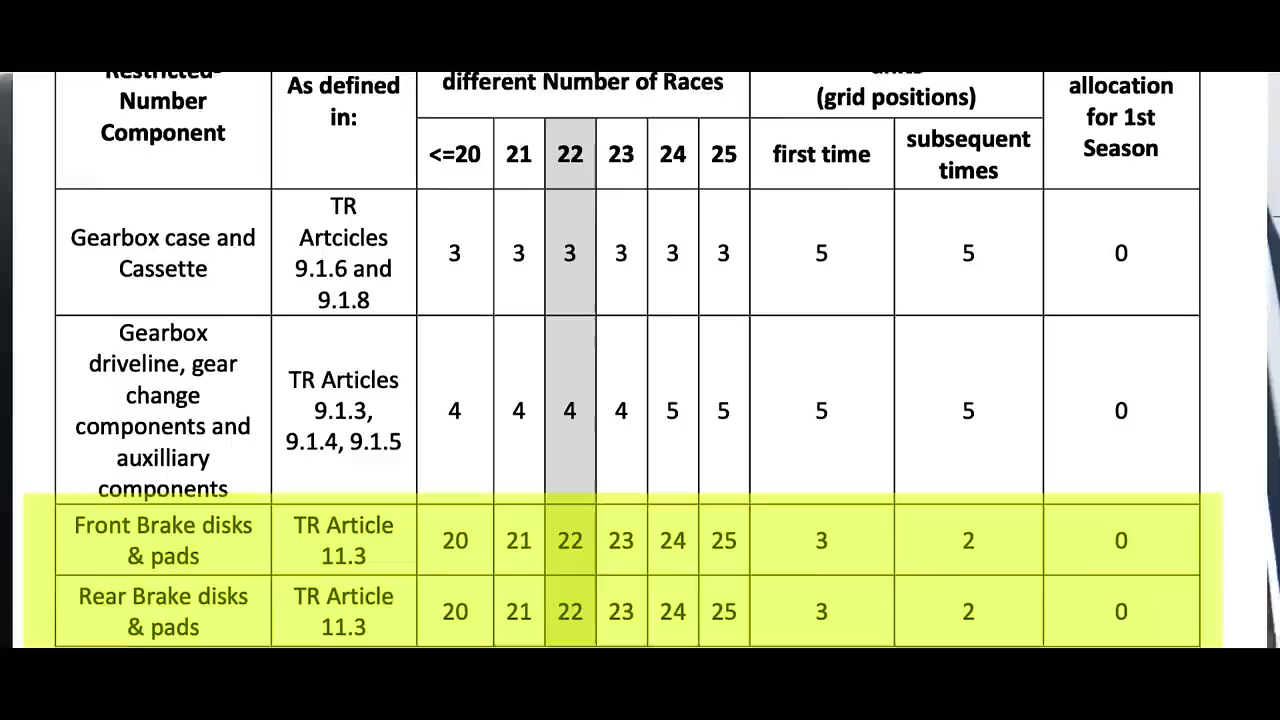 Restricted-
Number
Component
As defined
in:
different Number of Races
<=20 21 22 23 24 25
units
(grid positions)
first time
subsequent
times
allocation
for 1st
Season
Gearbox case and
Cassette
TR
Artcicles
9.1.6 and
9.1.8
3 3 3 3 3 3 5 5 0
Gearbox
driveline, gear
change
components and
auxilliary
components
TR Articles
9.1.3,
9.1.4, 9.1.5
4 4 4 4 5 5 5 5 0
Front Brake disks
& pads
TR Article
11.3
20 21 22 23 24 25 3 2 0
Rear Brake disks
& pads
TR Article
11.3
20 21 22 23 24 25 3 2 0